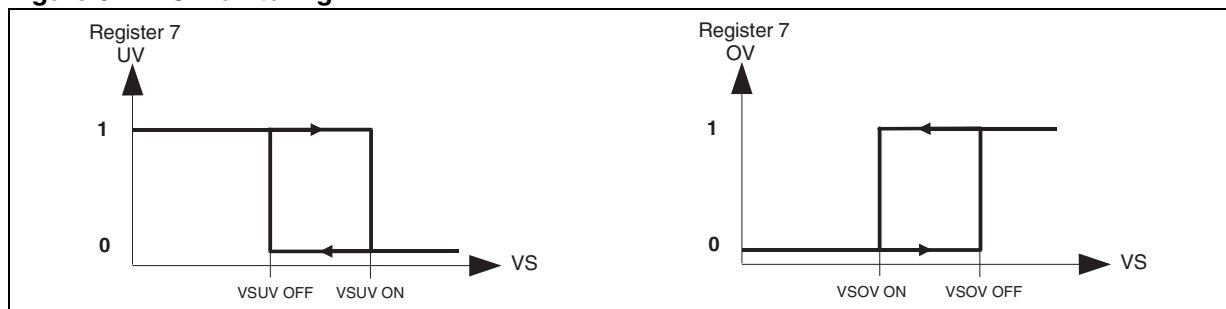 Register 7
UV
1
0
VS
VSUV OFF
VSUV ON
Register 7
OV
1
0
VS
VSOV ON
VSOV OFF